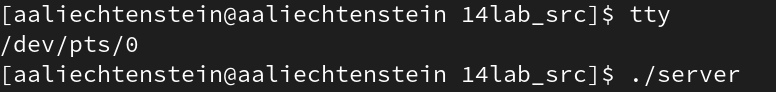 [aaliechtenstein@aaliechtenstein 14lab_src]$ tty
/dev/pts/0
[aaliechtenstein@aaliechtenstein 14lab_src]$ ./server